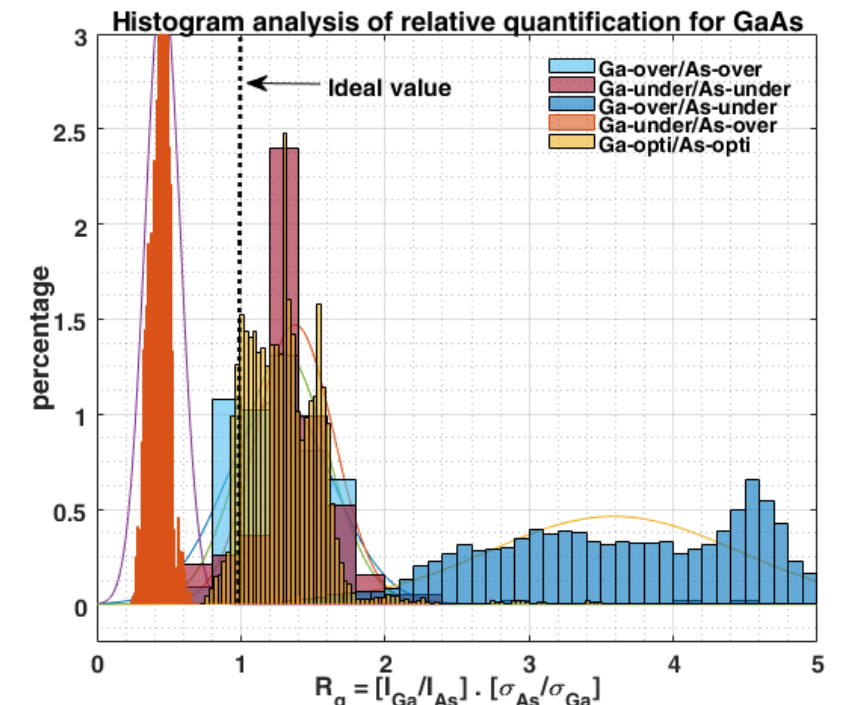 Histogram analysis of relative quantification for GaAs
3
2.5
2
1.5
1
0.5
0
percentage
Ideal value
Ga-over/As-over
Ga-under/As-under
Ga-over/As-under
Ga-under/As-over
Ga-opti/As-opti
0 1 2 3 4 5
R_q = [I_Ga/I_As] . [σ_As/σ_Ga]